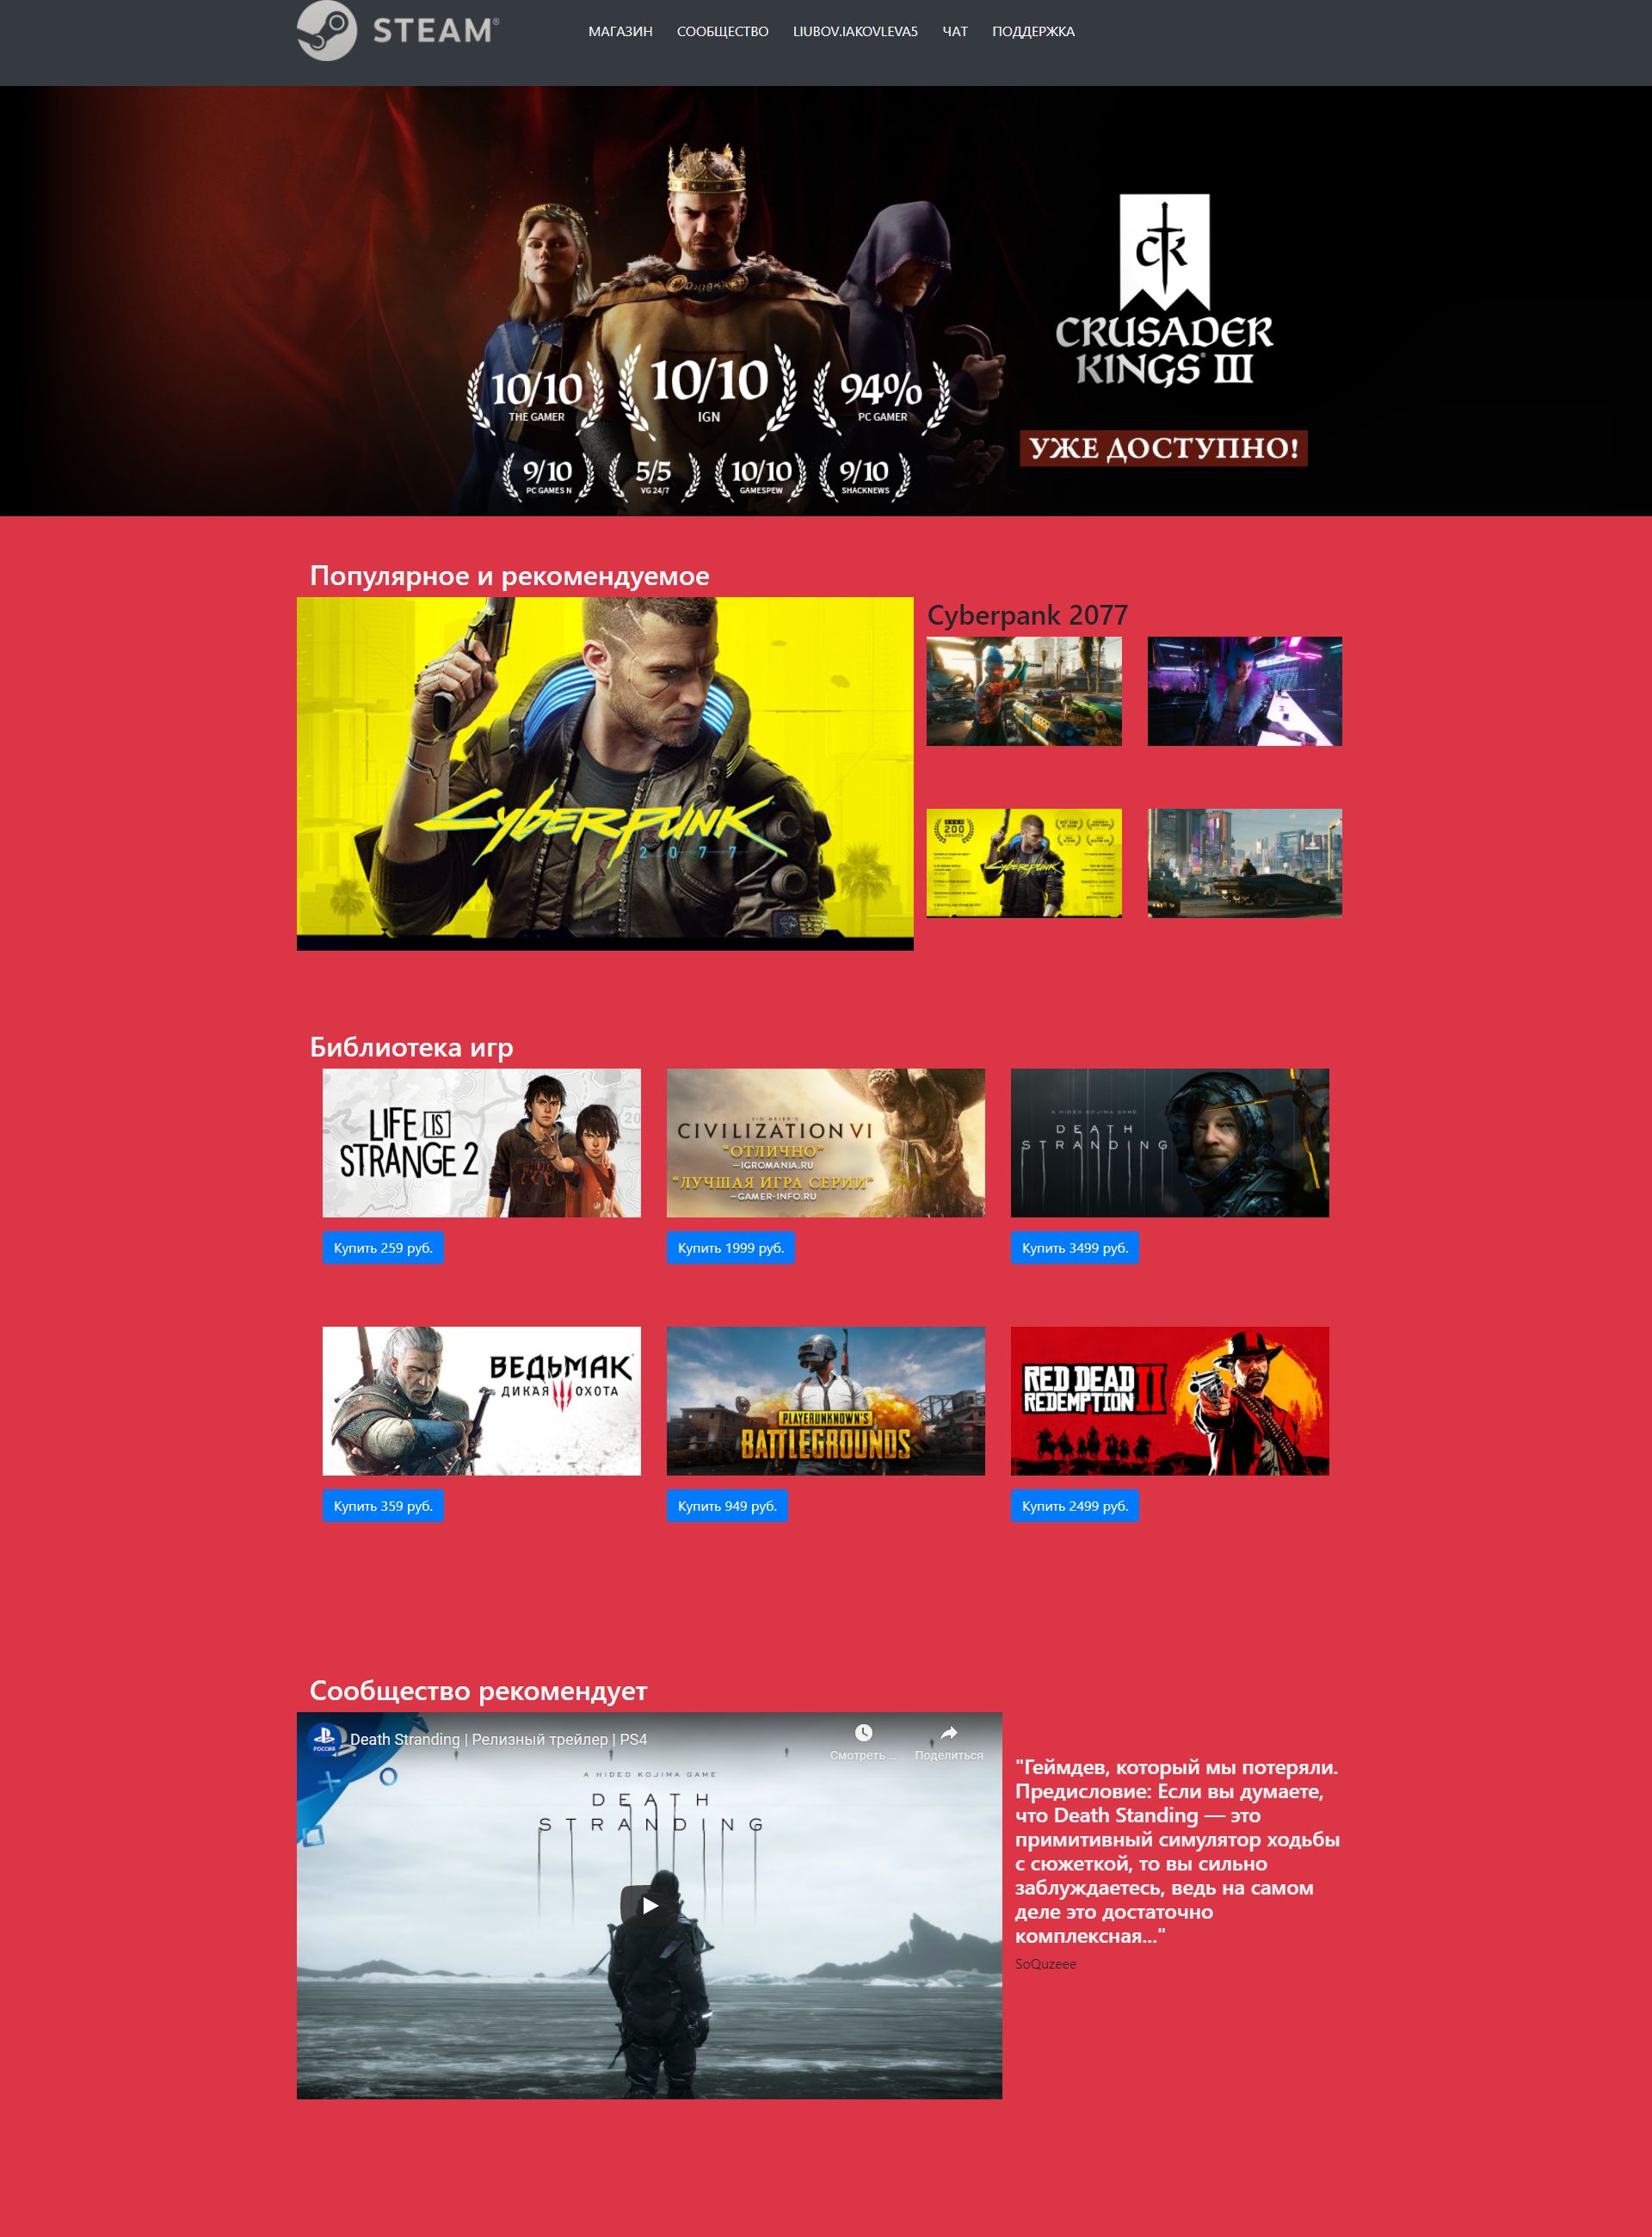 STEAM®
МАГАЗИН СООБЩЕСТВО LIUBOV.IAKOVLEVA5 ЧАТ ПОДДЕРЖКА
CK
CRUSADER
KINGS III
10/10
THE GAMER
10/10
IGN
94%
PC GAMER
УЖЕ ДОСТУПНО!
9/10
PC GAMES N
5/5
VG 24/7
10/10
GAMESPEW
9/10
SHACKNEWS
Популярное и рекомендуемое
Cyberpank 2077
Cyberpunk
2077
200
Cyberpunk
Библиотека игр
LIFE IS
STRANGE 2
SID MEIER'S
CIVILIZATION VI
“ОТЛИЧНО”
—IGROMANIA.RU
“ЛУЧШАЯ ИГРА СЕРИИ”
—GAMER-INFO.RU
A HIDEO KOJIMA GAME
DEATH
STRANDING
Купить 259 руб.
Купить 1999 руб.
Купить 3499 руб.
ВЕДЬМАК
ДИКАЯ ОХОТА
PLAYERUNKNOWN'S
BATTLEGROUNDS
RED DEAD
REDEMPTION II
Купить 359 руб.
Купить 949 руб.
Купить 2499 руб.
Сообщество рекомендует
РОССИЯ
Death Stranding | Релизный трейлер | PS4
Смотреть ...
Поделиться
A HIDEO KOJIMA GAME
DEATH
STRANDING
"Геймдев, который мы потеряли.
Предисловие: Если вы думаете,
что Death Standing — это
примитивный симулятор ходьбы
с сюжеткой, то вы сильно
заблуждаетесь, ведь на самом
деле это достаточно
комплексная..."
SoQuzeee